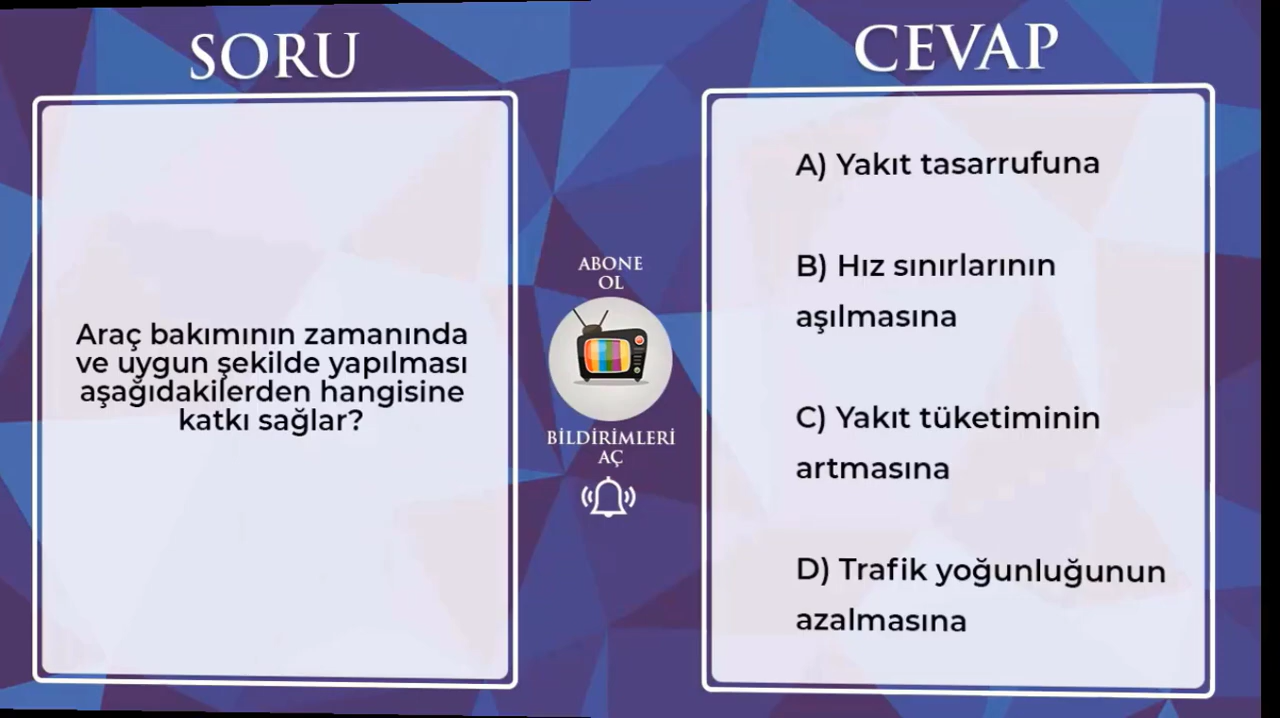 SORU
Araç bakımının zamanında
ve uygun şekilde yapılması
aşağıdakilerden hangisine
katkı sağlar?
ABONE
OL
BİLDİRİMLERİ
AÇ
CEVAP
A) Yakıt tasarrufuna
B) Hız sınırlarının
aşılmasına
C) Yakıt tüketiminin
artmasına
D) Trafik yoğunluğunun
azalmasına